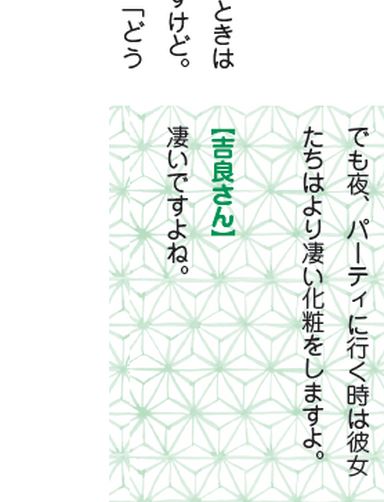 ときは
すけど。
「どう
でも夜、パーティに行く時は彼女
たちはより凄い化粧をしますよ。
【吉良さん】
凄いですよね。